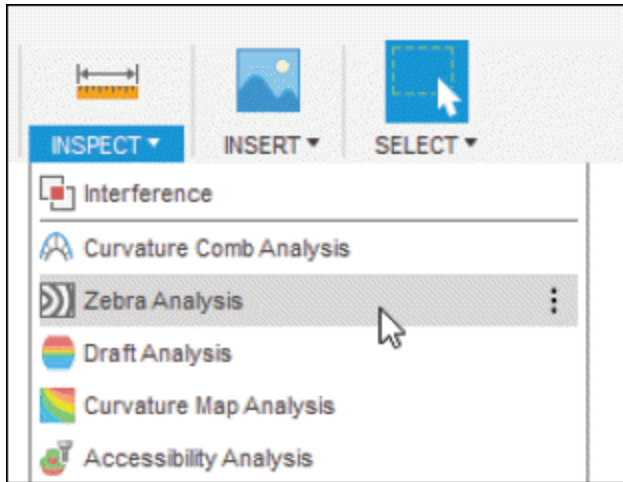 INSPECT INSERT SELECT
Interference
Curvature Comb Analysis
Zebra Analysis
Draft Analysis
Curvature Map Analysis
Accessibility Analysis